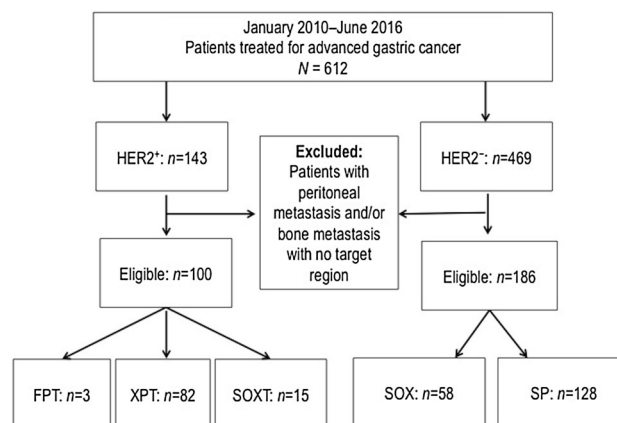 January 2010–June 2016
Patients treated for advanced gastric cancer
N = 612
HER2⁺: n=143
Excluded:
Patients with
peritoneal
metastasis and/or
bone metastasis
with no target
region
HER2⁻: n=469
Eligible: n=100
Eligible: n=186
FPT: n=3
XPT: n=82
SOXT: n=15
SOX: n=58
SP: n=128